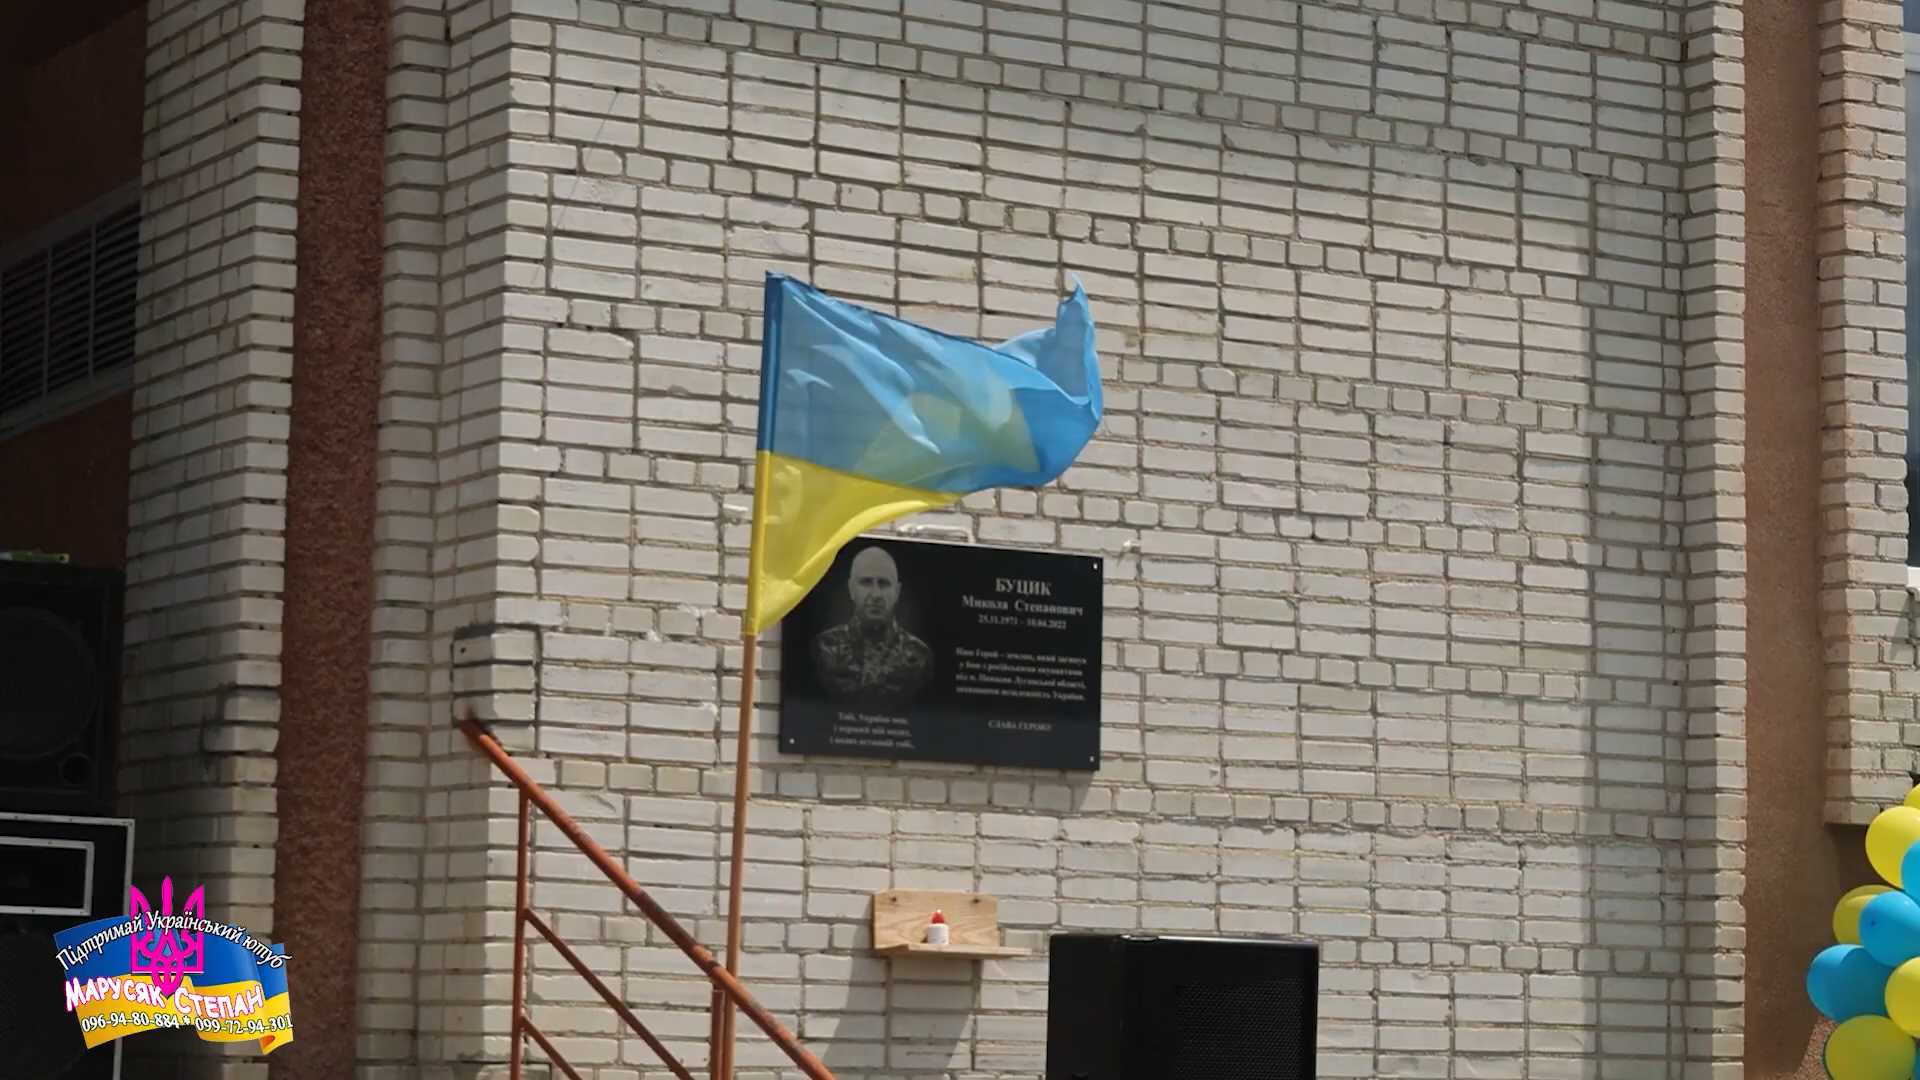 БУЦИК
Микола Степанович
25.11.1971 – 10.04.2022
Наш Герой – земляк, який загинув
у бою з російськими окупантами
від м. Попасна Луганської області,
захищаючи незалежність України.
СЛАВА ГЕРОЮ!
Тобі, Україно моя,
і перший мій подих,
і подих останній тобі..
Підтримай Український ютуб
МАРУСЯК СТЕПАН
096-94-80-884 * 099-72-94-301